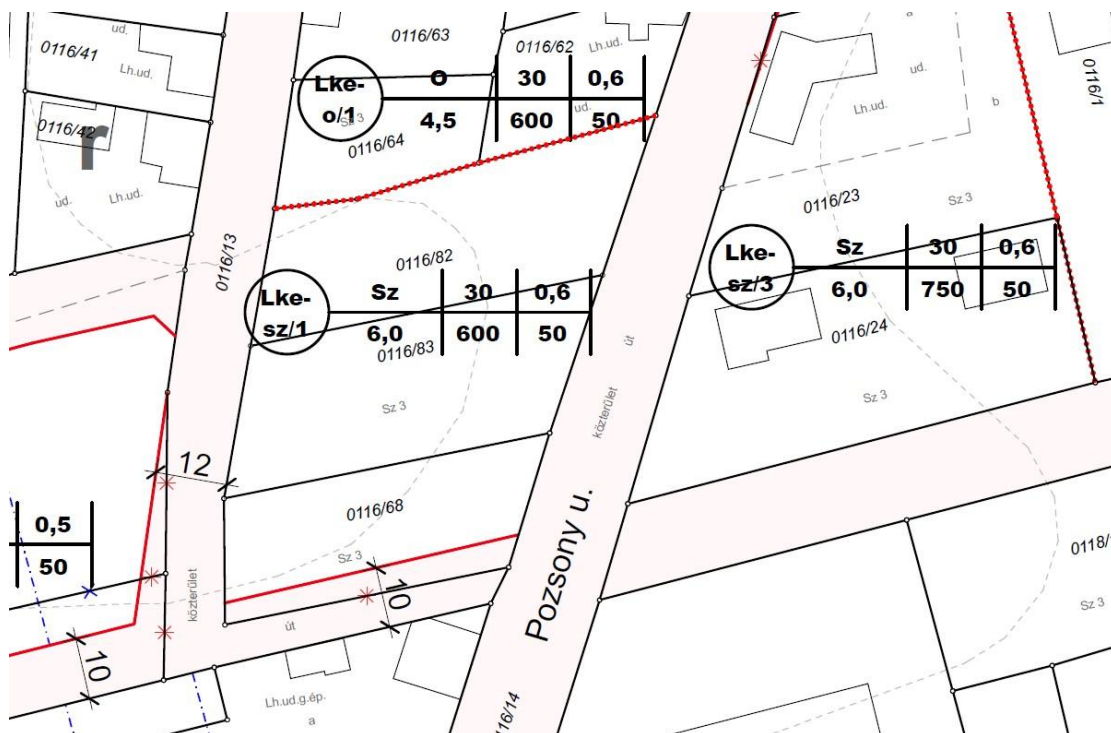 ud.
0116/41
Lh.ud.
0116/42
r
ud.
Lh.ud.
0116/13
0116/63
0116/62
Lh.ud.
ud.
Lke-
o/1
O
30
0,6
4,5
600
50
Sz 3
0116/64
0116/82
Lke-
sz/1
Sz
30
0,6
6,0
600
50
0116/83
Sz 3
a
ud.
Lh.ud.
b
0116/1
0116/23
Sz 3
Lke-
sz/3
Sz
30
0,6
6,0
750
50
0116/24
Sz 3
út
közterület
12
0,5
50
0116/68
Sz 3
10
közterület
út
10
Pozsony u.
Lh.ud.g.ép.
a
0118/
Sz 3